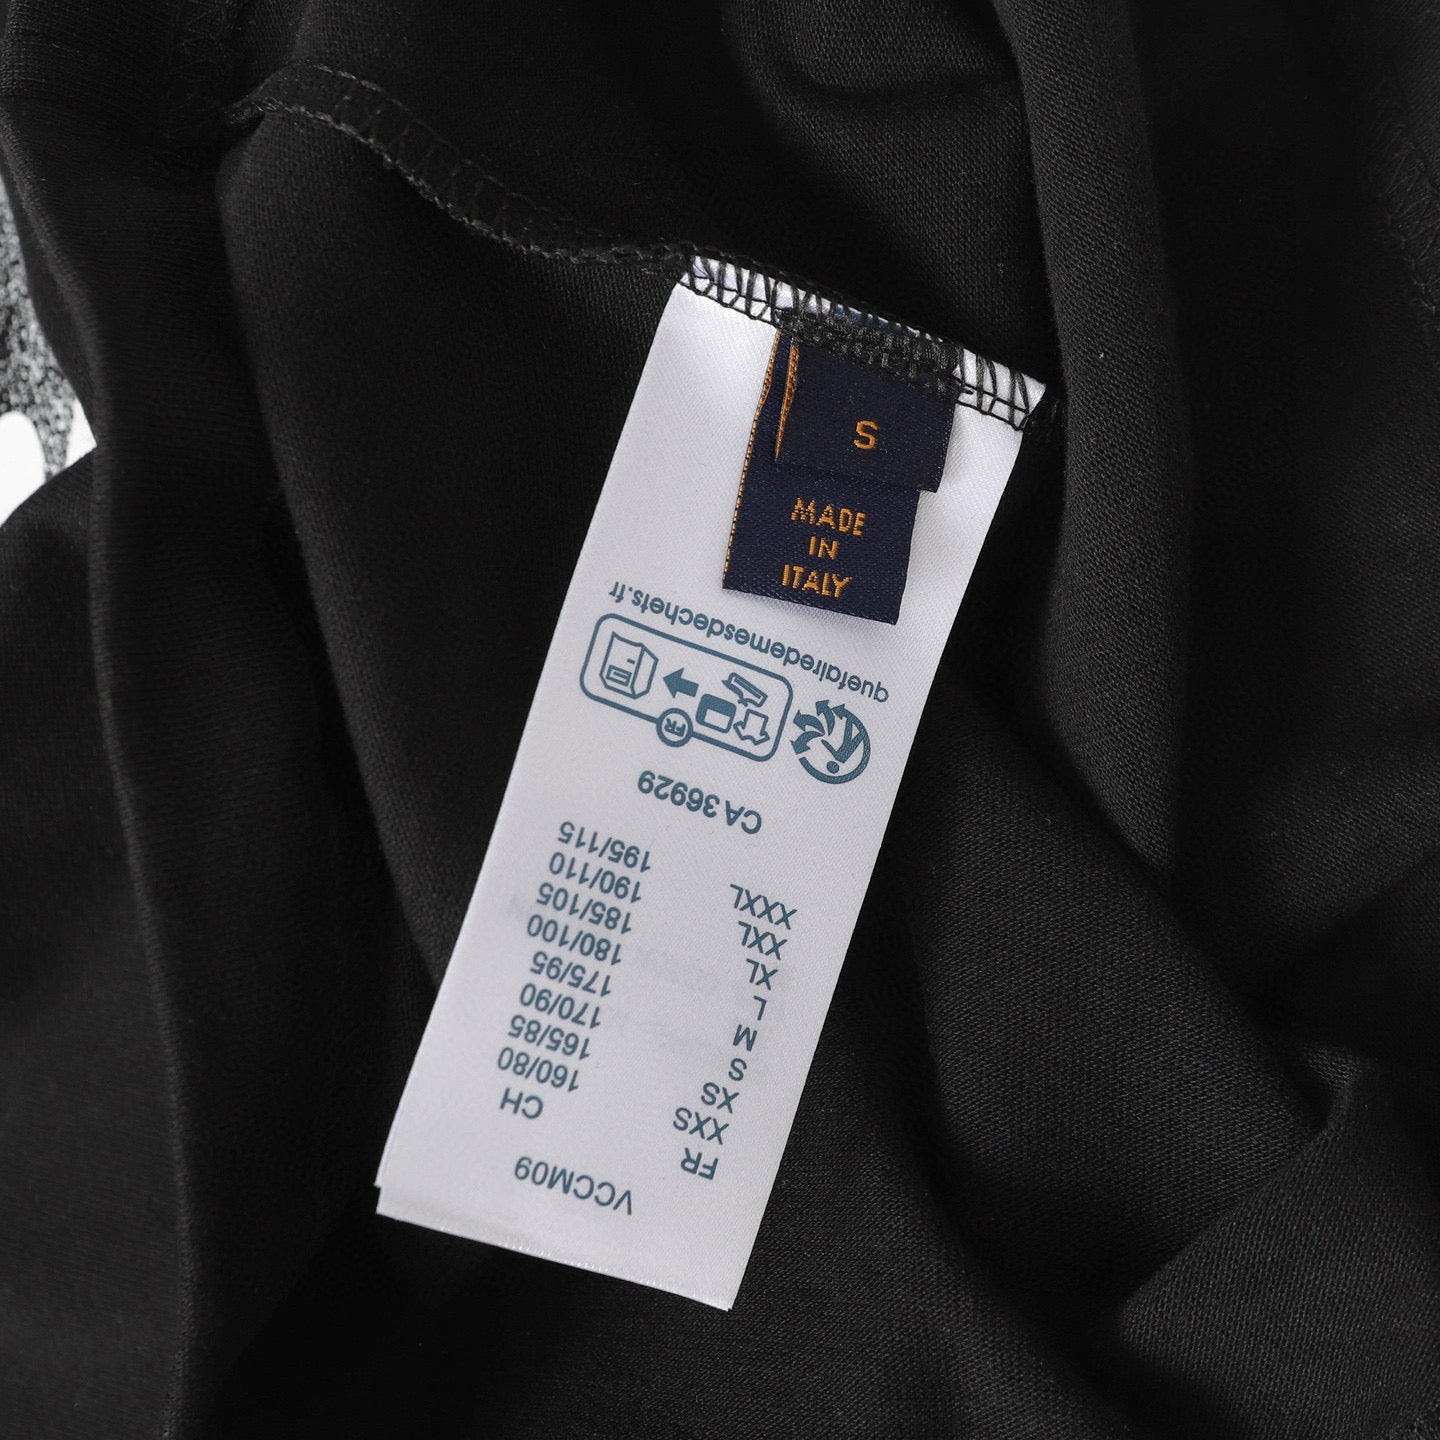 S
MADE
IN
ITALY
VCCM09
FR CH
XXS 160/80
XS 165/85
S 170/90
M 175/95
L 180/100
XL 185/105
XXL 190/110
XXXL 195/115
CA 36929
FR
quefairedemesdechets.fr